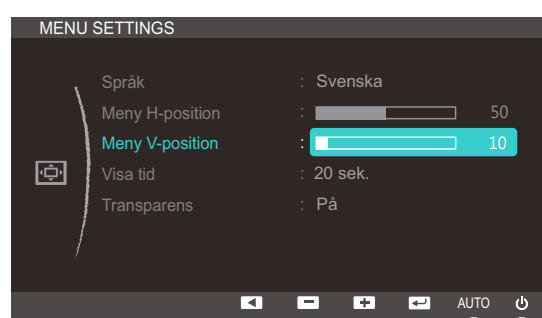 MENU SETTINGS
Språk : Svenska
Meny H-position : 50
Meny V-position : 10
Visa tid : 20 sek.
Transparens : På
AUTO